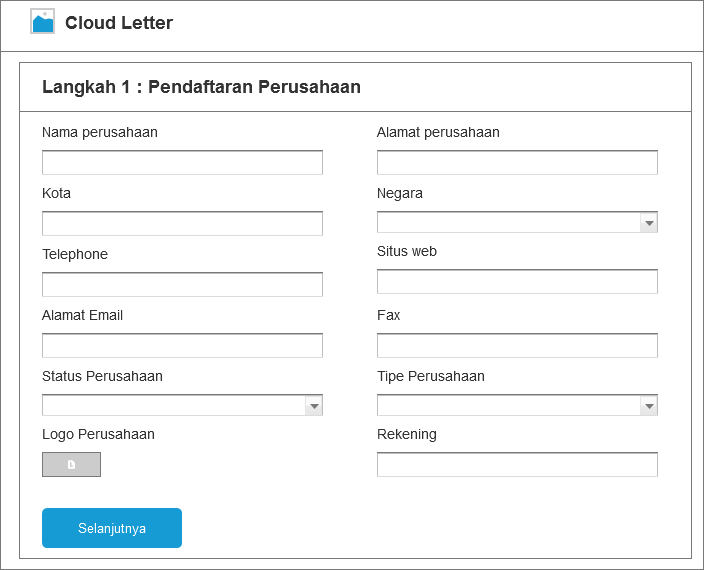 Cloud Letter
Langkah 1 : Pendaftaran Perusahaan
Nama perusahaan
Alamat perusahaan
Kota
Negara
Telephone
Situs web
Alamat Email
Fax
Status Perusahaan
Tipe Perusahaan
Logo Perusahaan
Rekening
Selanjutnya